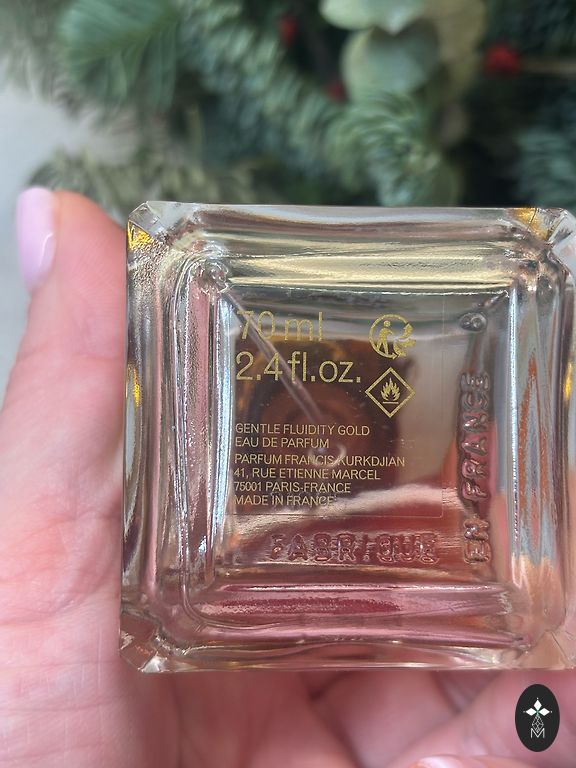 70 ml
2.4 fl.oz.
GENTLE FLUIDITY GOLD
EAU DE PARFUM
PARFUM FRANCIS KURKDJIAN
41, RUE ETIENNE MARCEL
75001 PARIS-FRANCE
MADE IN FRANCE
FABRIQUE
EN FRANCE